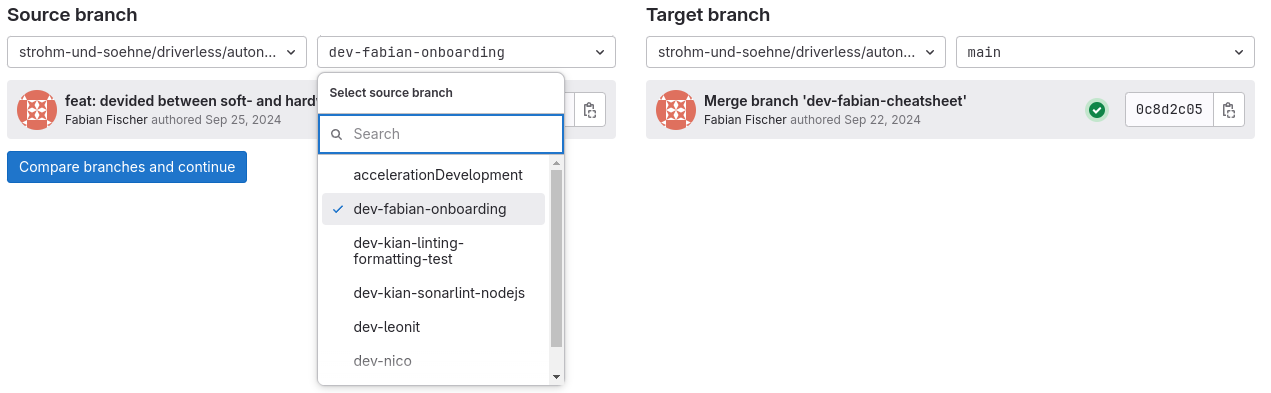 Source branch
strohm-und-soehne/driverless/auton...
dev-fabian-onboarding
Select source branch
Search
accelerationDevelopment
dev-fabian-onboarding
dev-kian-linting-
formatting-test
dev-kian-sonarlint-nodejs
dev-leonit
dev-nico
feat: devided between soft- and hard
Fabian Fischer authored Sep 25, 2024
Compare branches and continue
Target branch
strohm-und-soehne/driverless/auton...
main
Merge branch 'dev-fabian-cheatsheet'
Fabian Fischer authored Sep 22, 2024
0c8d2c05